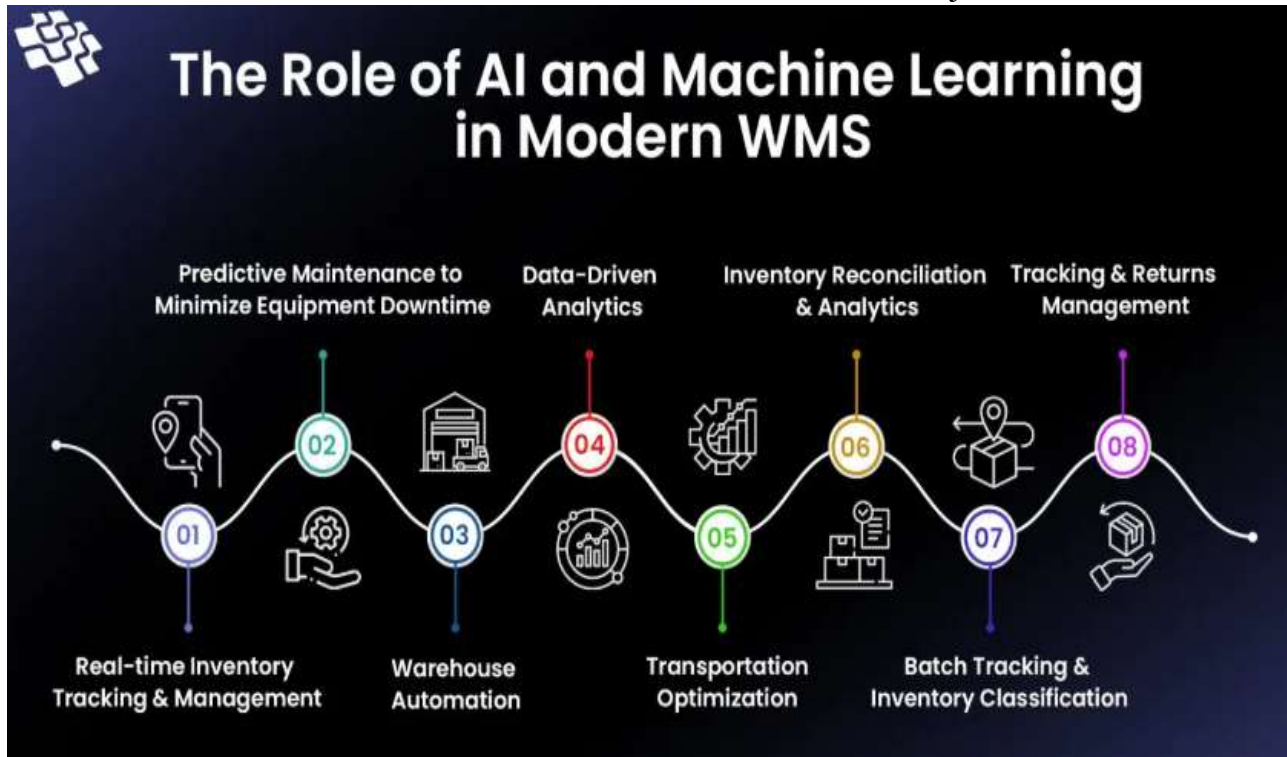 The Role of AI and Machine Learning
in Modern WMS
Predictive Maintenance to
Minimize Equipment Downtime
Data-Driven
Analytics
Inventory Reconciliation
& Analytics
Tracking & Returns
Management
02
04
06
08
01
03
05
07
Real-time Inventory
Tracking & Management
Warehouse
Automation
Transportation
Optimization
Batch Tracking &
Inventory Classification